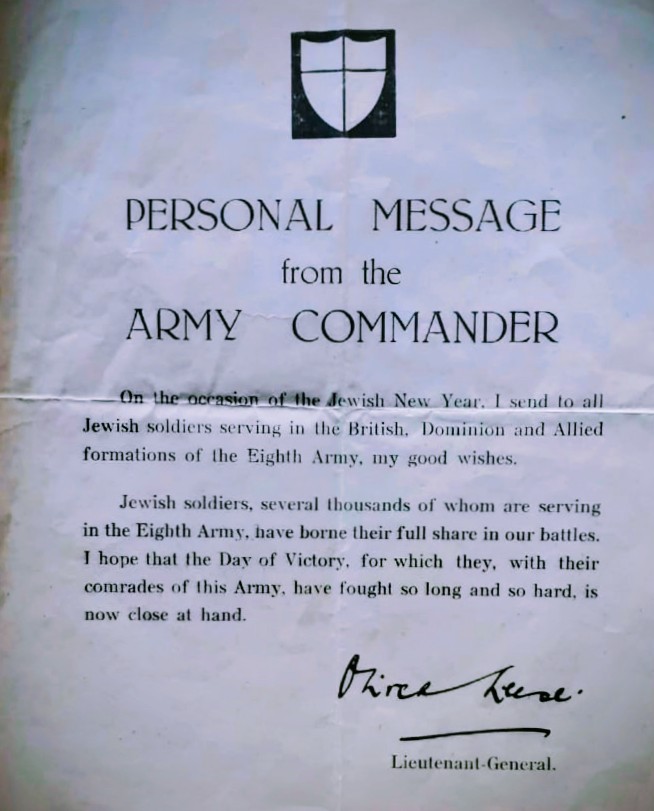 PERSONAL MESSAGE
from the
ARMY COMMANDER
On the occasion of the Jewish New Year, I send to all
Jewish soldiers serving in the British, Dominion and Allied
formations of the Eighth Army, my good wishes.
Jewish soldiers, several thousands of whom are serving
in the Eighth Army, have borne their full share in our battles.
I hope that the Day of Victory, for which they, with their
comrades of this Army, have fought so long and so hard, is
now close at hand.
Oliver Leese.
Lieutenant-General.